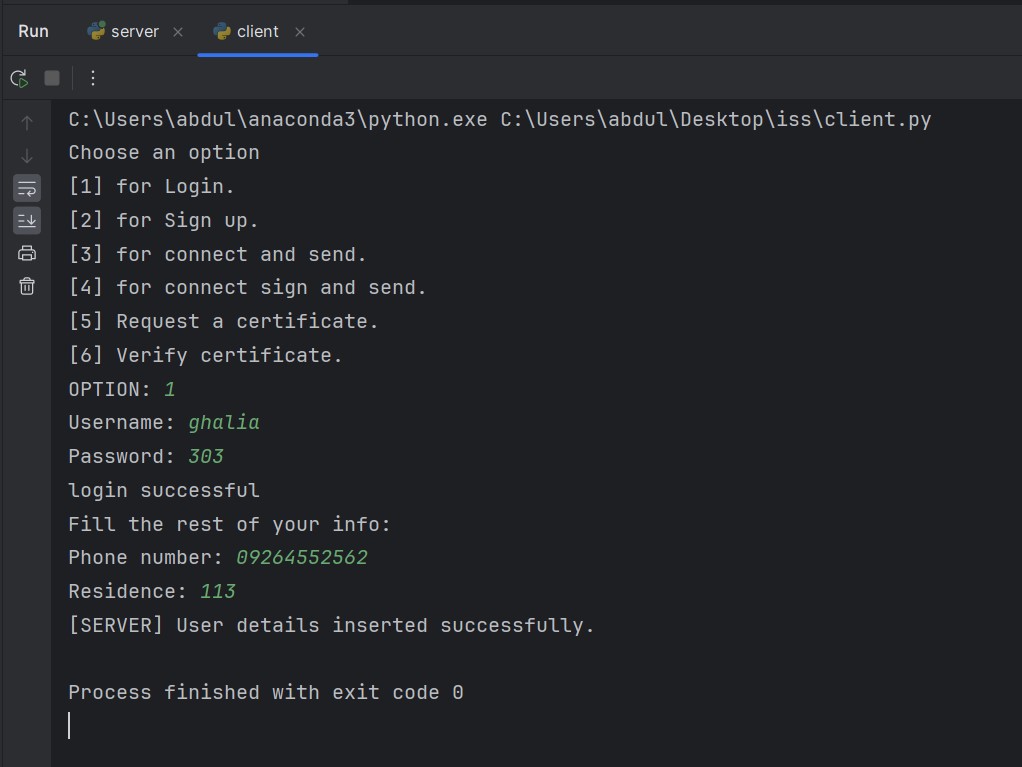 Run server client
C:\Users\abdul\anaconda3\python.exe C:\Users\abdul\Desktop\iss\client.py
Choose an option
[1] for Login.
[2] for Sign up.
[3] for connect and send.
[4] for connect sign and send.
[5] Request a certificate.
[6] Verify certificate.
OPTION: 1
Username: ghalia
Password: 303
login successful
Fill the rest of your info:
Phone number: 09264552562
Residence: 113
[SERVER] User details inserted successfully.
Process finished with exit code 0